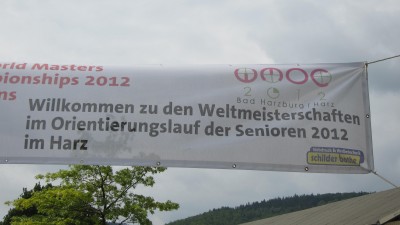 rld Masters
pionships 2012
ns
WMOC
2012
Bad Harzburg | Harz
Willkommen zu den Weltmeisterschaften
im Orientierungslauf der Senioren 2012
im Harz
schilder